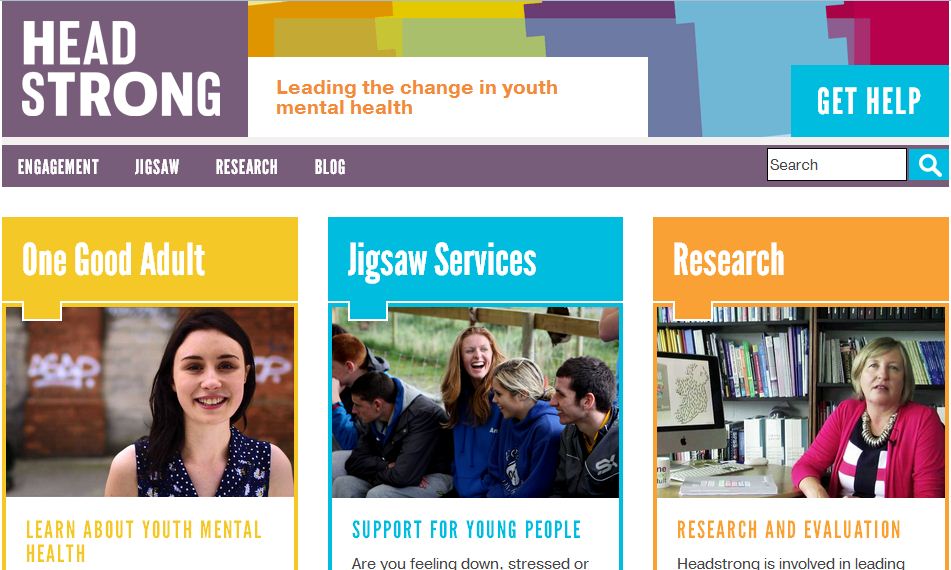 HEAD
STRONG
Leading the change in youth
mental health
GET HELP
ENGAGEMENT JIGSAW RESEARCH BLOG
Search
One Good Adult
Jigsaw Services
Research
ASAP
LEARN ABOUT YOUTH MENTAL
HEALTH
SUPPORT FOR YOUNG PEOPLE
Are you feeling down, stressed or
RESEARCH AND EVALUATION
Headstrong is involved in leading